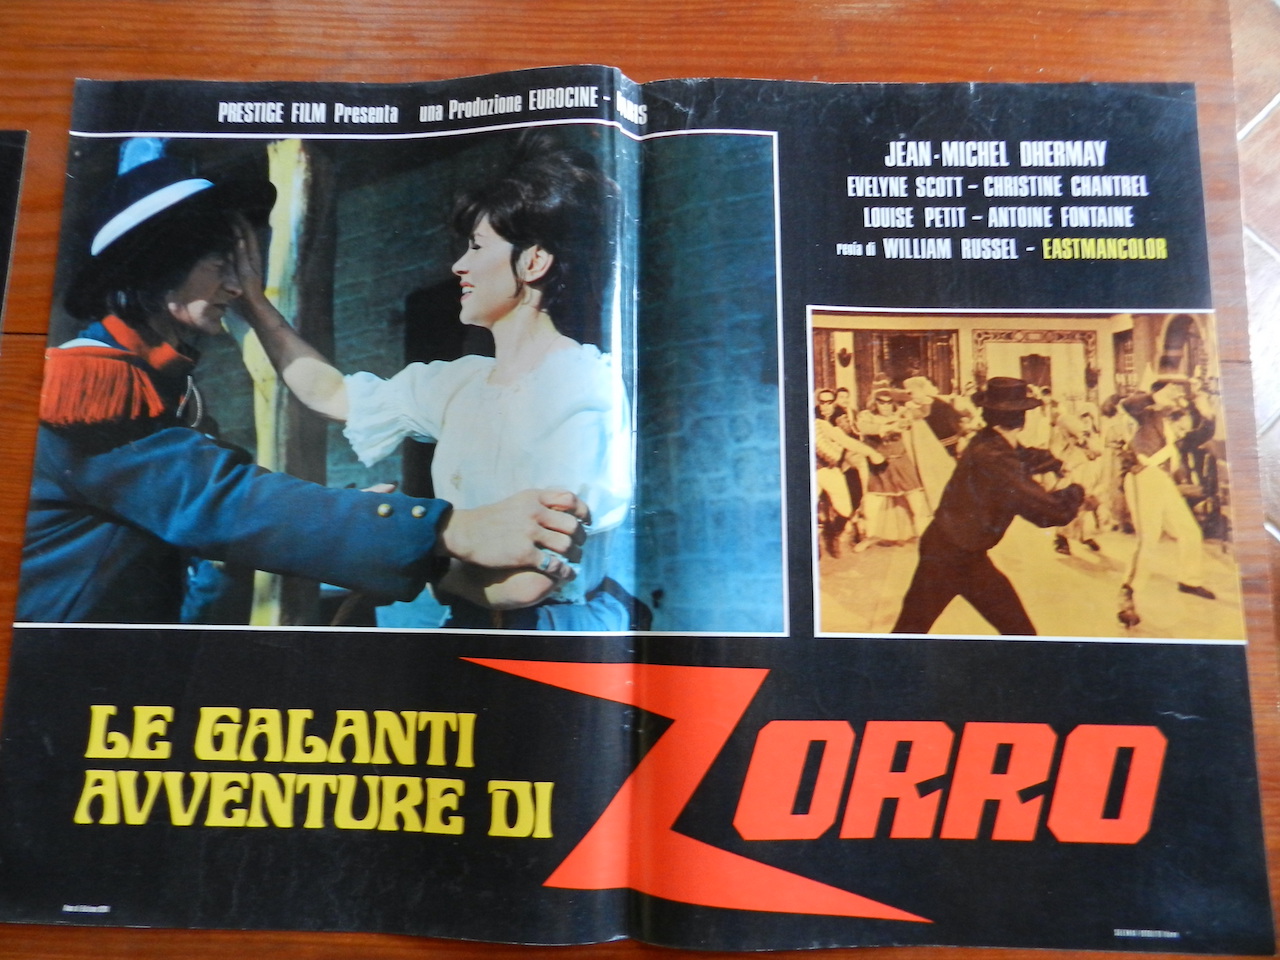 PRESTIGE FILM Presenta una Produzione EUROCINE - PARIS
JEAN-MICHEL DHERMAY
EVELYNE SCOTT - CHRISTINE CHANTREL
LOUISE PETIT - ANTOINE FONTAINE
regia di WILLIAM RUSSEL - EASTMANCOLOR
LE GALANTI
AVVENTURE DI
ZORRO